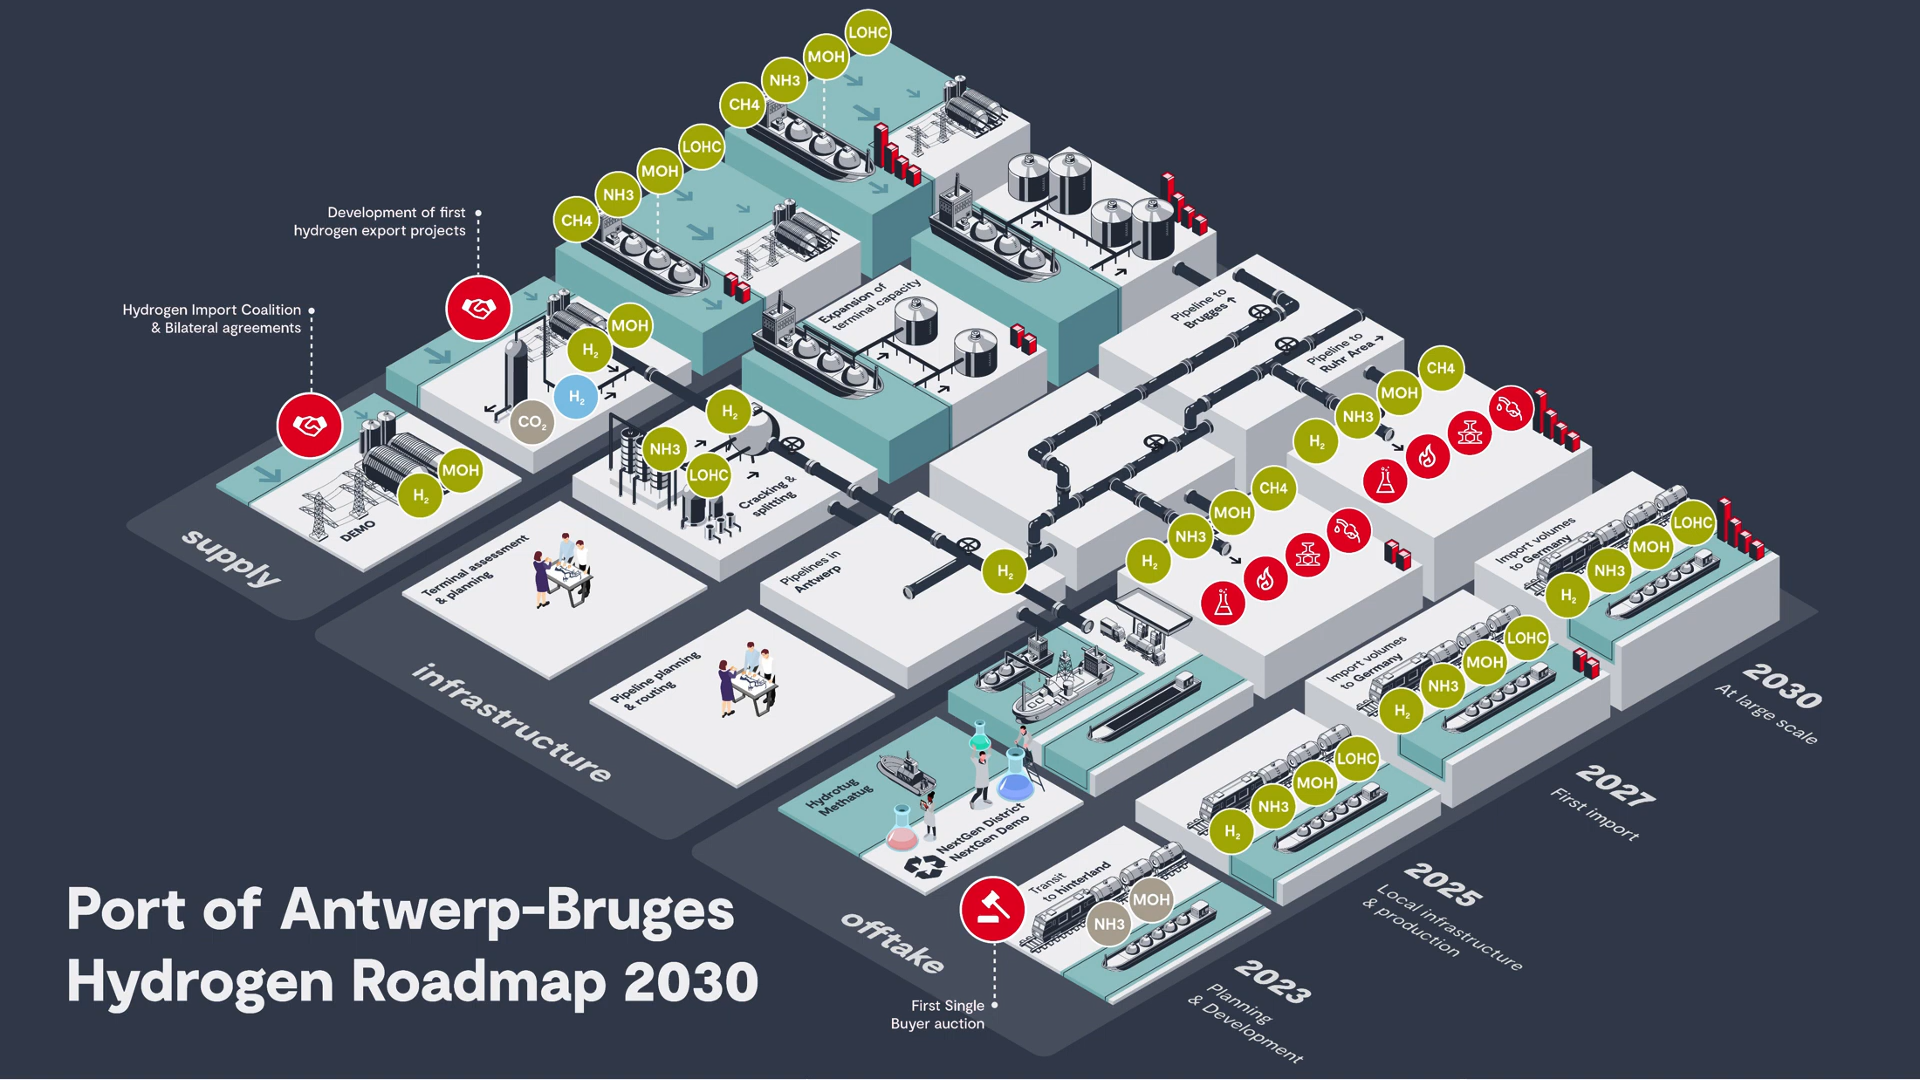 LOHC
MOH
NH3
CH4
LOHC
MOH
NH3
CH4
Development of first
hydrogen export projects
Hydrogen Import Coalition
& Bilateral agreements
MOH
H₂
H₂
CO₂
MOH
H₂
DEMO
supply
Expansion of
terminal capacity
H₂
NH3
LOHC
Cracking &
splitting
Terminal assessment
& planning
Pipeline planning
& routing
infrastructure
Pipeline to
Brugges ↑
Pipeline to
Ruhr Area →
Pipelines in
Antwerp
H₂
CH4
MOH
NH3
H₂
CH4
MOH
NH3
H₂
Import volumes
to Germany
LOHC
MOH
NH3
H₂
Import volumes
to Germany
LOHC
MOH
NH3
H₂
LOHC
MOH
NH3
H₂
Hydrotug
Methatug
NextGen District
NextGen Demo
Transit
to hinterland
MOH
NH3
offtake
First Single
Buyer auction
2030
At large scale
2027
First import
2025
Local infrastructure
& production
2023
Planning
& Development
Port of Antwerp-Bruges
Hydrogen Roadmap 2030